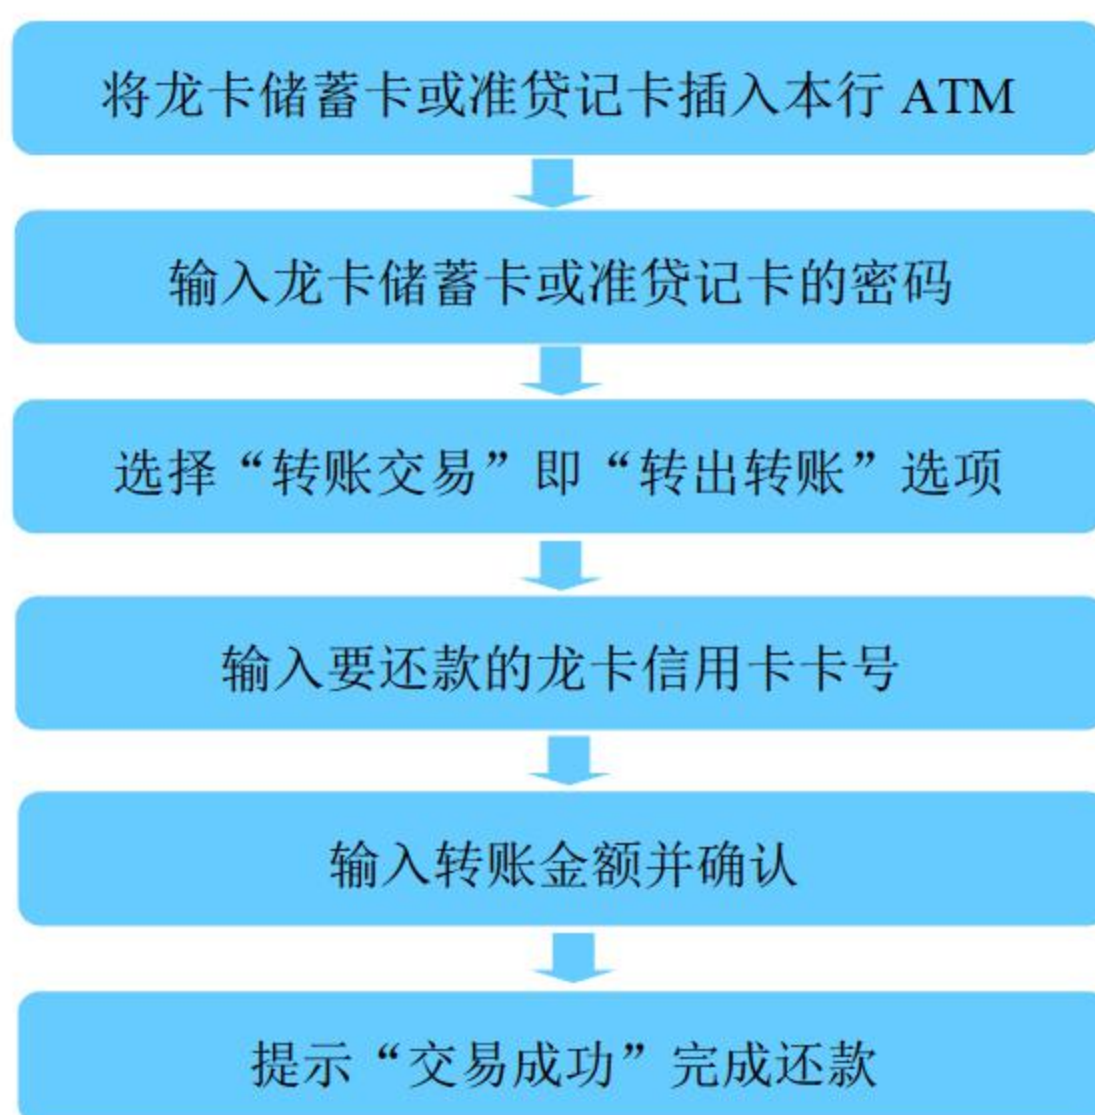 将龙卡储蓄卡或准贷记卡插入本行 ATM
输入龙卡储蓄卡或准贷记卡的密码
选择“转账交易”即“转出转账”选项
输入要还款的龙卡信用卡卡号
输入转账金额并确认
提示“交易成功”完成还款